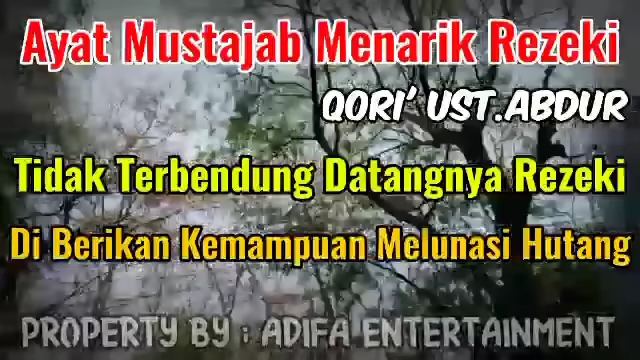 Ayat Mustajab Menarik Rezeki
QORI' UST.ABDUR
Tidak Terbendung Datangnya Rezeki
Di Berikan Kemampuan Melunasi Hutang
PROPERTY BY : ADIFA ENTERTAINMENT